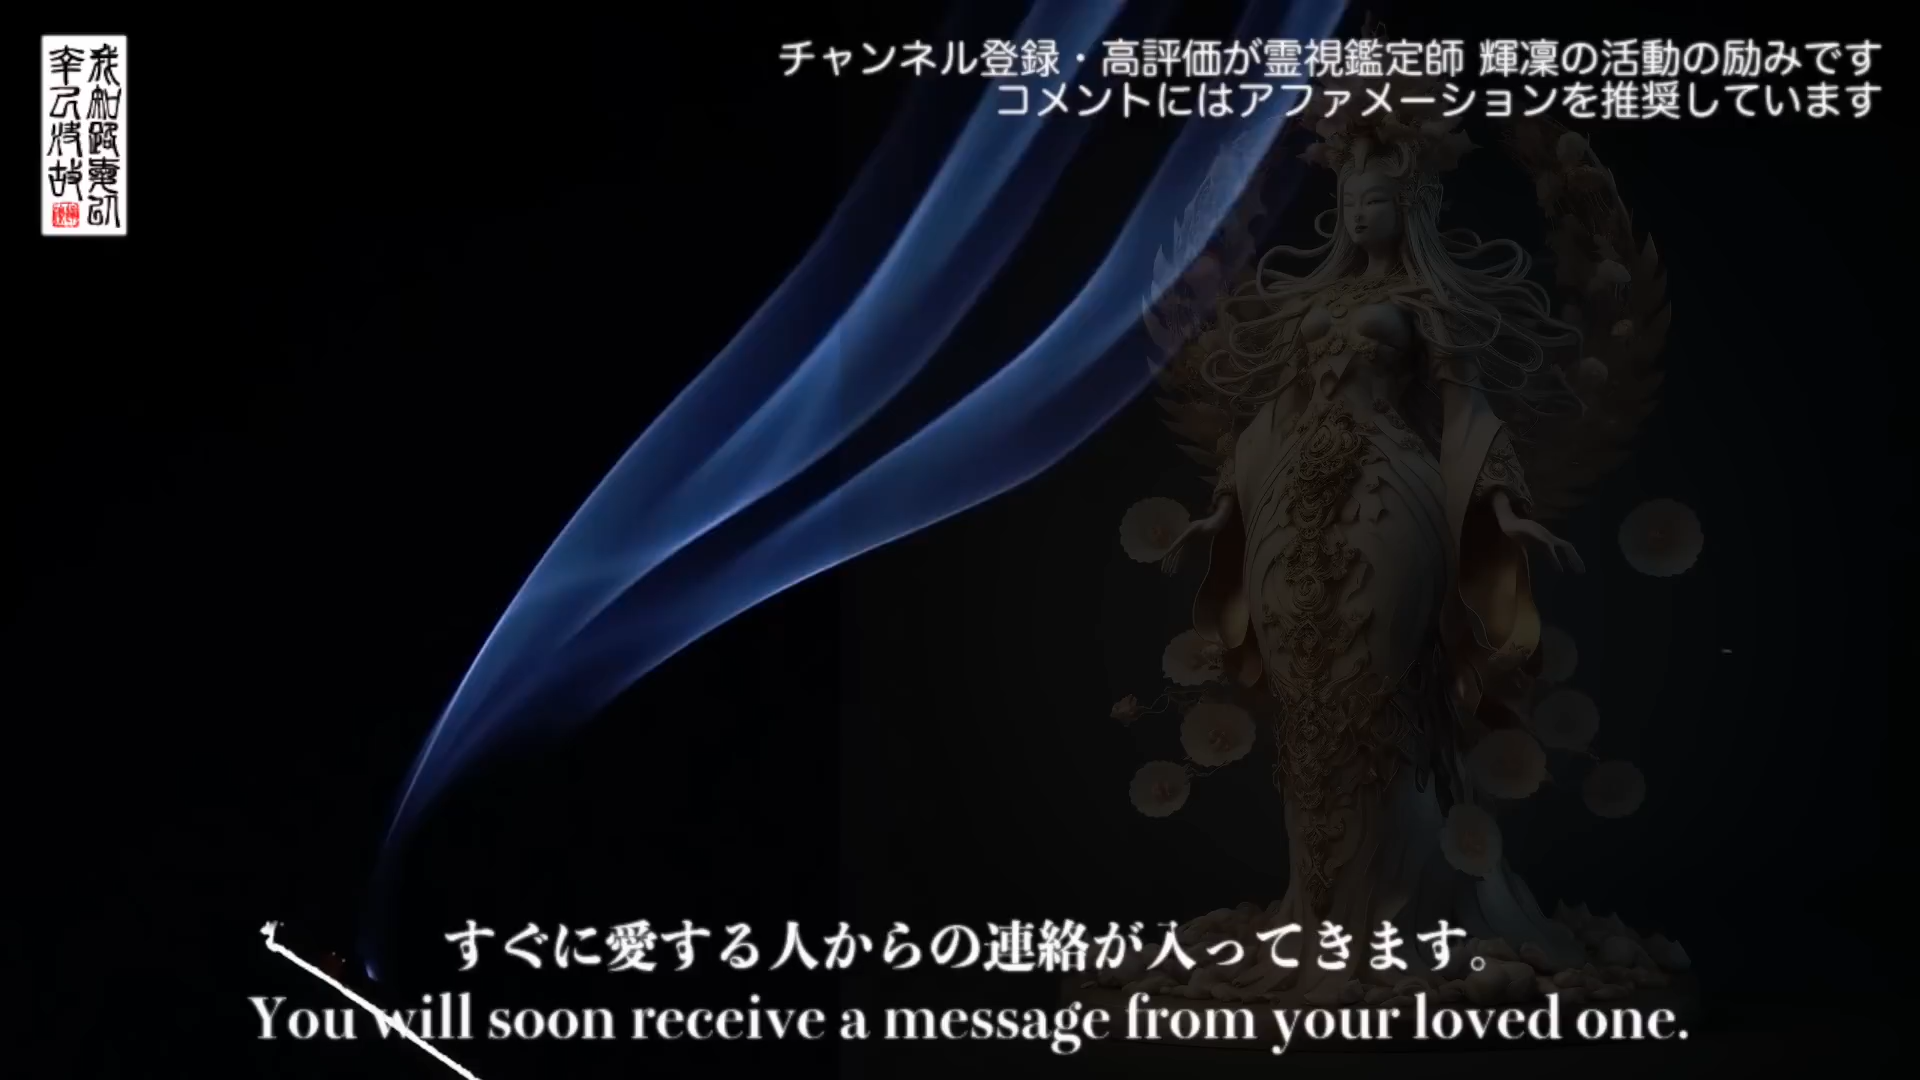 チャンネル登録・高評価が霊視鑑定師 輝凜の活動の励みです
コメントにはアファメーションを推奨しています
すぐに愛する人からの連絡が入ってきます。
You will soon receive a message from your loved one.